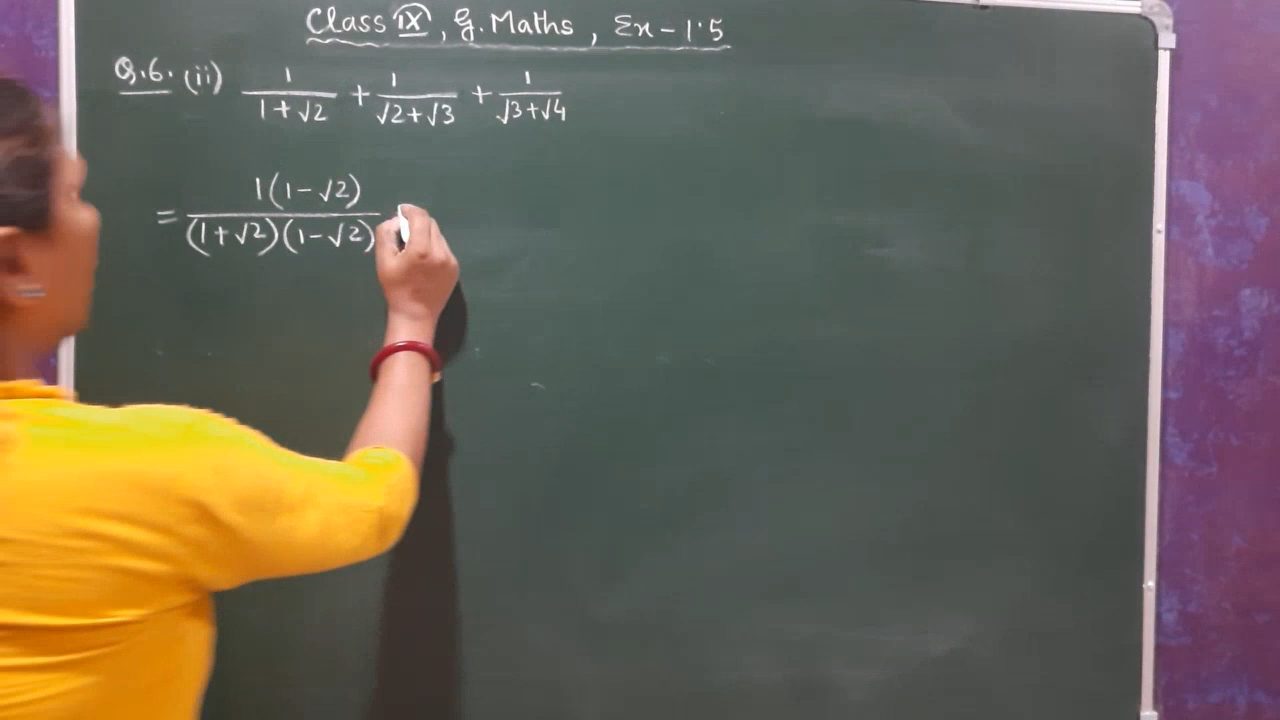 Class IX, G. Maths, Ex-1.5
Q.6. (ii) 1/(1+√2) + 1/(√2+√3) + 1/(√3+√4)
= 1(1-√2)/(1+√2)(1-√2)